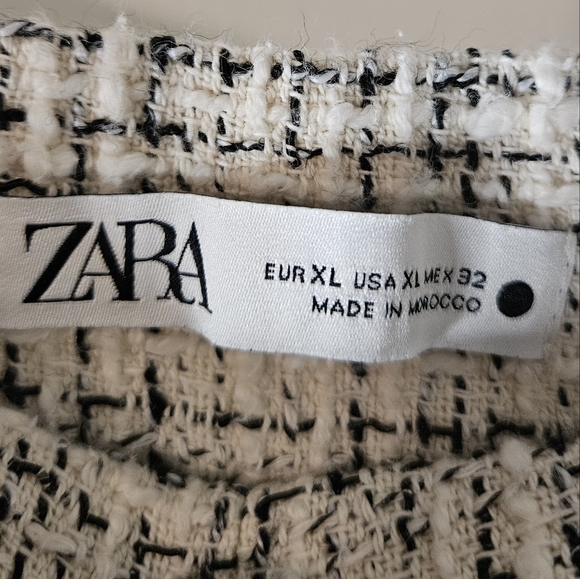 ZARA
EUR XL USA XL MEX 32
MADE IN MOROCCO